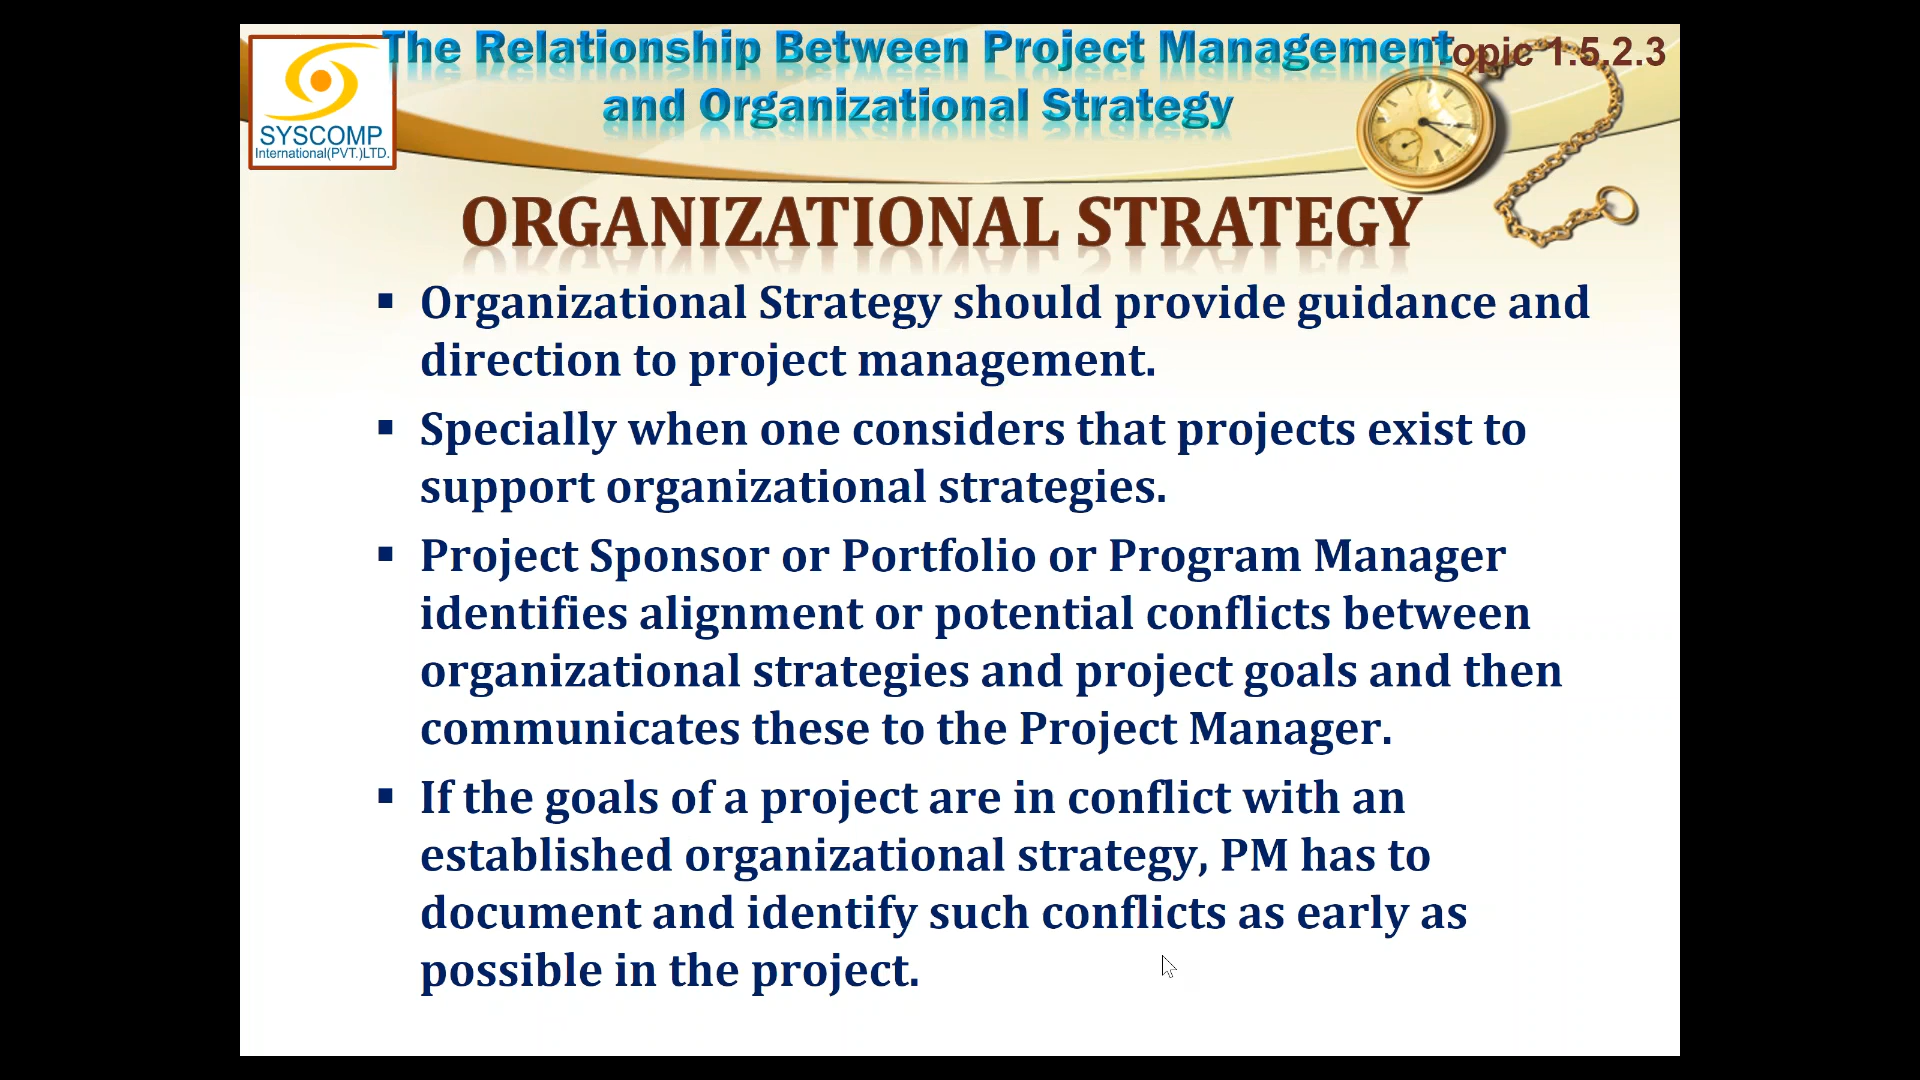 The Relationship Between Project Management
and Organizational Strategy
Topic 1.5.2.3
SYSCOMP
International(PVT.)LTD.
ORGANIZATIONAL STRATEGY
▪ Organizational Strategy should provide guidance and
direction to project management.
▪ Specially when one considers that projects exist to
support organizational strategies.
▪ Project Sponsor or Portfolio or Program Manager
identifies alignment or potential conflicts between
organizational strategies and project goals and then
communicates these to the Project Manager.
▪ If the goals of a project are in conflict with an
established organizational strategy, PM has to
document and identify such conflicts as early as
possible in the project.